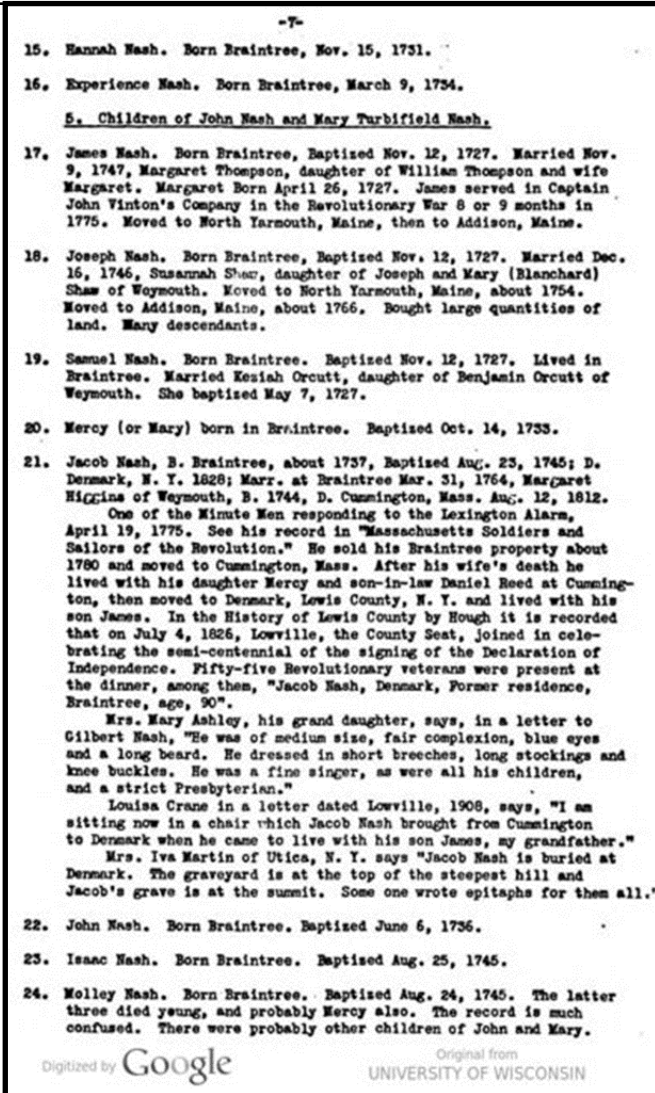 -7-
15. Hannah Nash. Born Braintree, Nov. 15, 1731.
16. Experience Nash. Born Braintree, March 9, 1734.
5. Children of John Nash and Mary Turbifield Nash.
17. James Nash. Born Braintree, Baptized Nov. 12, 1727. Married Nov.
9, 1747, Margaret Thompson, daughter of William Thompson and wife
Margaret. Margaret Born April 26, 1727. James served in Captain
John Vinton's Company in the Revolutionary War 8 or 9 months in
1775. Moved to North Yarmouth, Maine, then to Addison, Maine.
18. Joseph Nash. Born Braintree, Baptized Nov. 12, 1727. Married Dec.
16, 1746, Susannah Shaw, daughter of Joseph and Mary (Blanchard)
Shaw of Weymouth. Moved to North Yarmouth, Maine, about 1754.
Moved to Addison, Maine, about 1766. Bought large quantities of
land. Many descendants.
19. Samuel Nash. Born Braintree. Baptized Nov. 12, 1727. Lived in
Braintree. Married Keziah Orcutt, daughter of Benjamin Orcutt of
Weymouth. She baptized May 7, 1727.
20. Mercy (or Mary) born in Braintree. Baptized Oct. 14, 1733.
21. Jacob Nash, B. Braintree, about 1737, Baptized Aug. 23, 1745; D.
Denmark, N. Y. 1828; Marr. at Braintree Mar. 31, 1764, Margaret
Higgins of Weymouth, B. 1744, D. Cummington, Mass. Aug. 12, 1812.
One of the Minute Men responding to the Lexington Alarm,
April 19, 1775. See his record in "Massachusetts Soldiers and
Sailors of the Revolution." He sold his Braintree property about
1780 and moved to Cummington, Mass. After his wife's death he
lived with his daughter Mercy and son-in-law Daniel Reed at Cumming-
ton, then moved to Denmark, Lewis County, N. Y. and lived with his
son James. In the History of Lewis County by Hough it is recorded
that on July 4, 1826, Lowville, the County Seat, joined in cele-
brating the semi-centennial of the signing of the Declaration of
Independence. Fifty-five Revolutionary veterans were present at
the dinner, among them, "Jacob Nash, Denmark, Former residence,
Braintree, age, 90".
Mrs. Mary Ashley, his grand daughter, says, in a letter to
Gilbert Nash, "He was of medium size, fair complexion, blue eyes
and a long beard. He dressed in short breeches, long stockings and
knee buckles. He was a fine singer, as were all his children,
and a strict Presbyterian."
Louisa Crane in a letter dated Lowville, 1908, says, "I am
sitting now in a chair which Jacob Nash brought from Cummington
to Denmark when he came to live with his son James, my grandfather."
Mrs. Iva Martin of Utica, N. Y. says "Jacob Nash is buried at
Denmark. The graveyard is at the top of the steepest hill and
Jacob's grave is at the summit. Some one wrote epitaphs for them all."
22. John Nash. Born Braintree. Baptized June 6, 1736.
23. Isaac Nash. Born Braintree. Baptized Aug. 25, 1745.
24. Molley Nash. Born Braintree. Baptized Aug. 24, 1745. The latter
three died young, and probably Mercy also. The record is much
confused. There were probably other children of John and Mary.
Digitized by Google
Original from
UNIVERSITY OF WISCONSIN